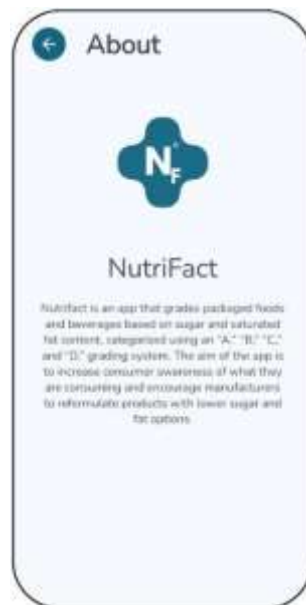 About
NF
NutriFact
Nutrifact is an app that grades packaged foods
and beverages based on sugar and saturated
fat content, categorised using an "A," "B," "C,"
and "D," grading system. The aim of the app is
to increase consumer awareness of what they
are consuming and encourage manufacturers
to reformulate products with lower sugar and
fat options.